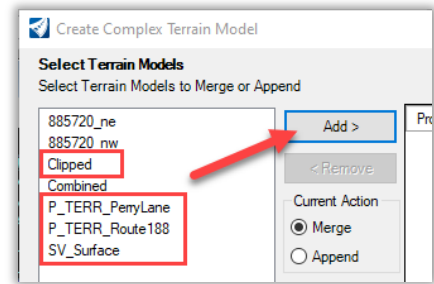 Create Complex Terrain Model
Select Terrain Models
Select Terrain Models to Merge or Append
885720_ne
885720_nw
Clipped
Combined
P_TERR_PerryLane
P_TERR_Route188
SV_Surface
Add >
< Remove
Current Action
Merge
Append
Pro